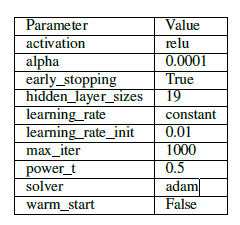 Parameter Value
activation relu
alpha 0.0001
early_stopping True
hidden_layer_sizes 19
learning_rate constant
learning_rate_init 0.01
max_iter 1000
power_t 0.5
solver adam
warm_start False